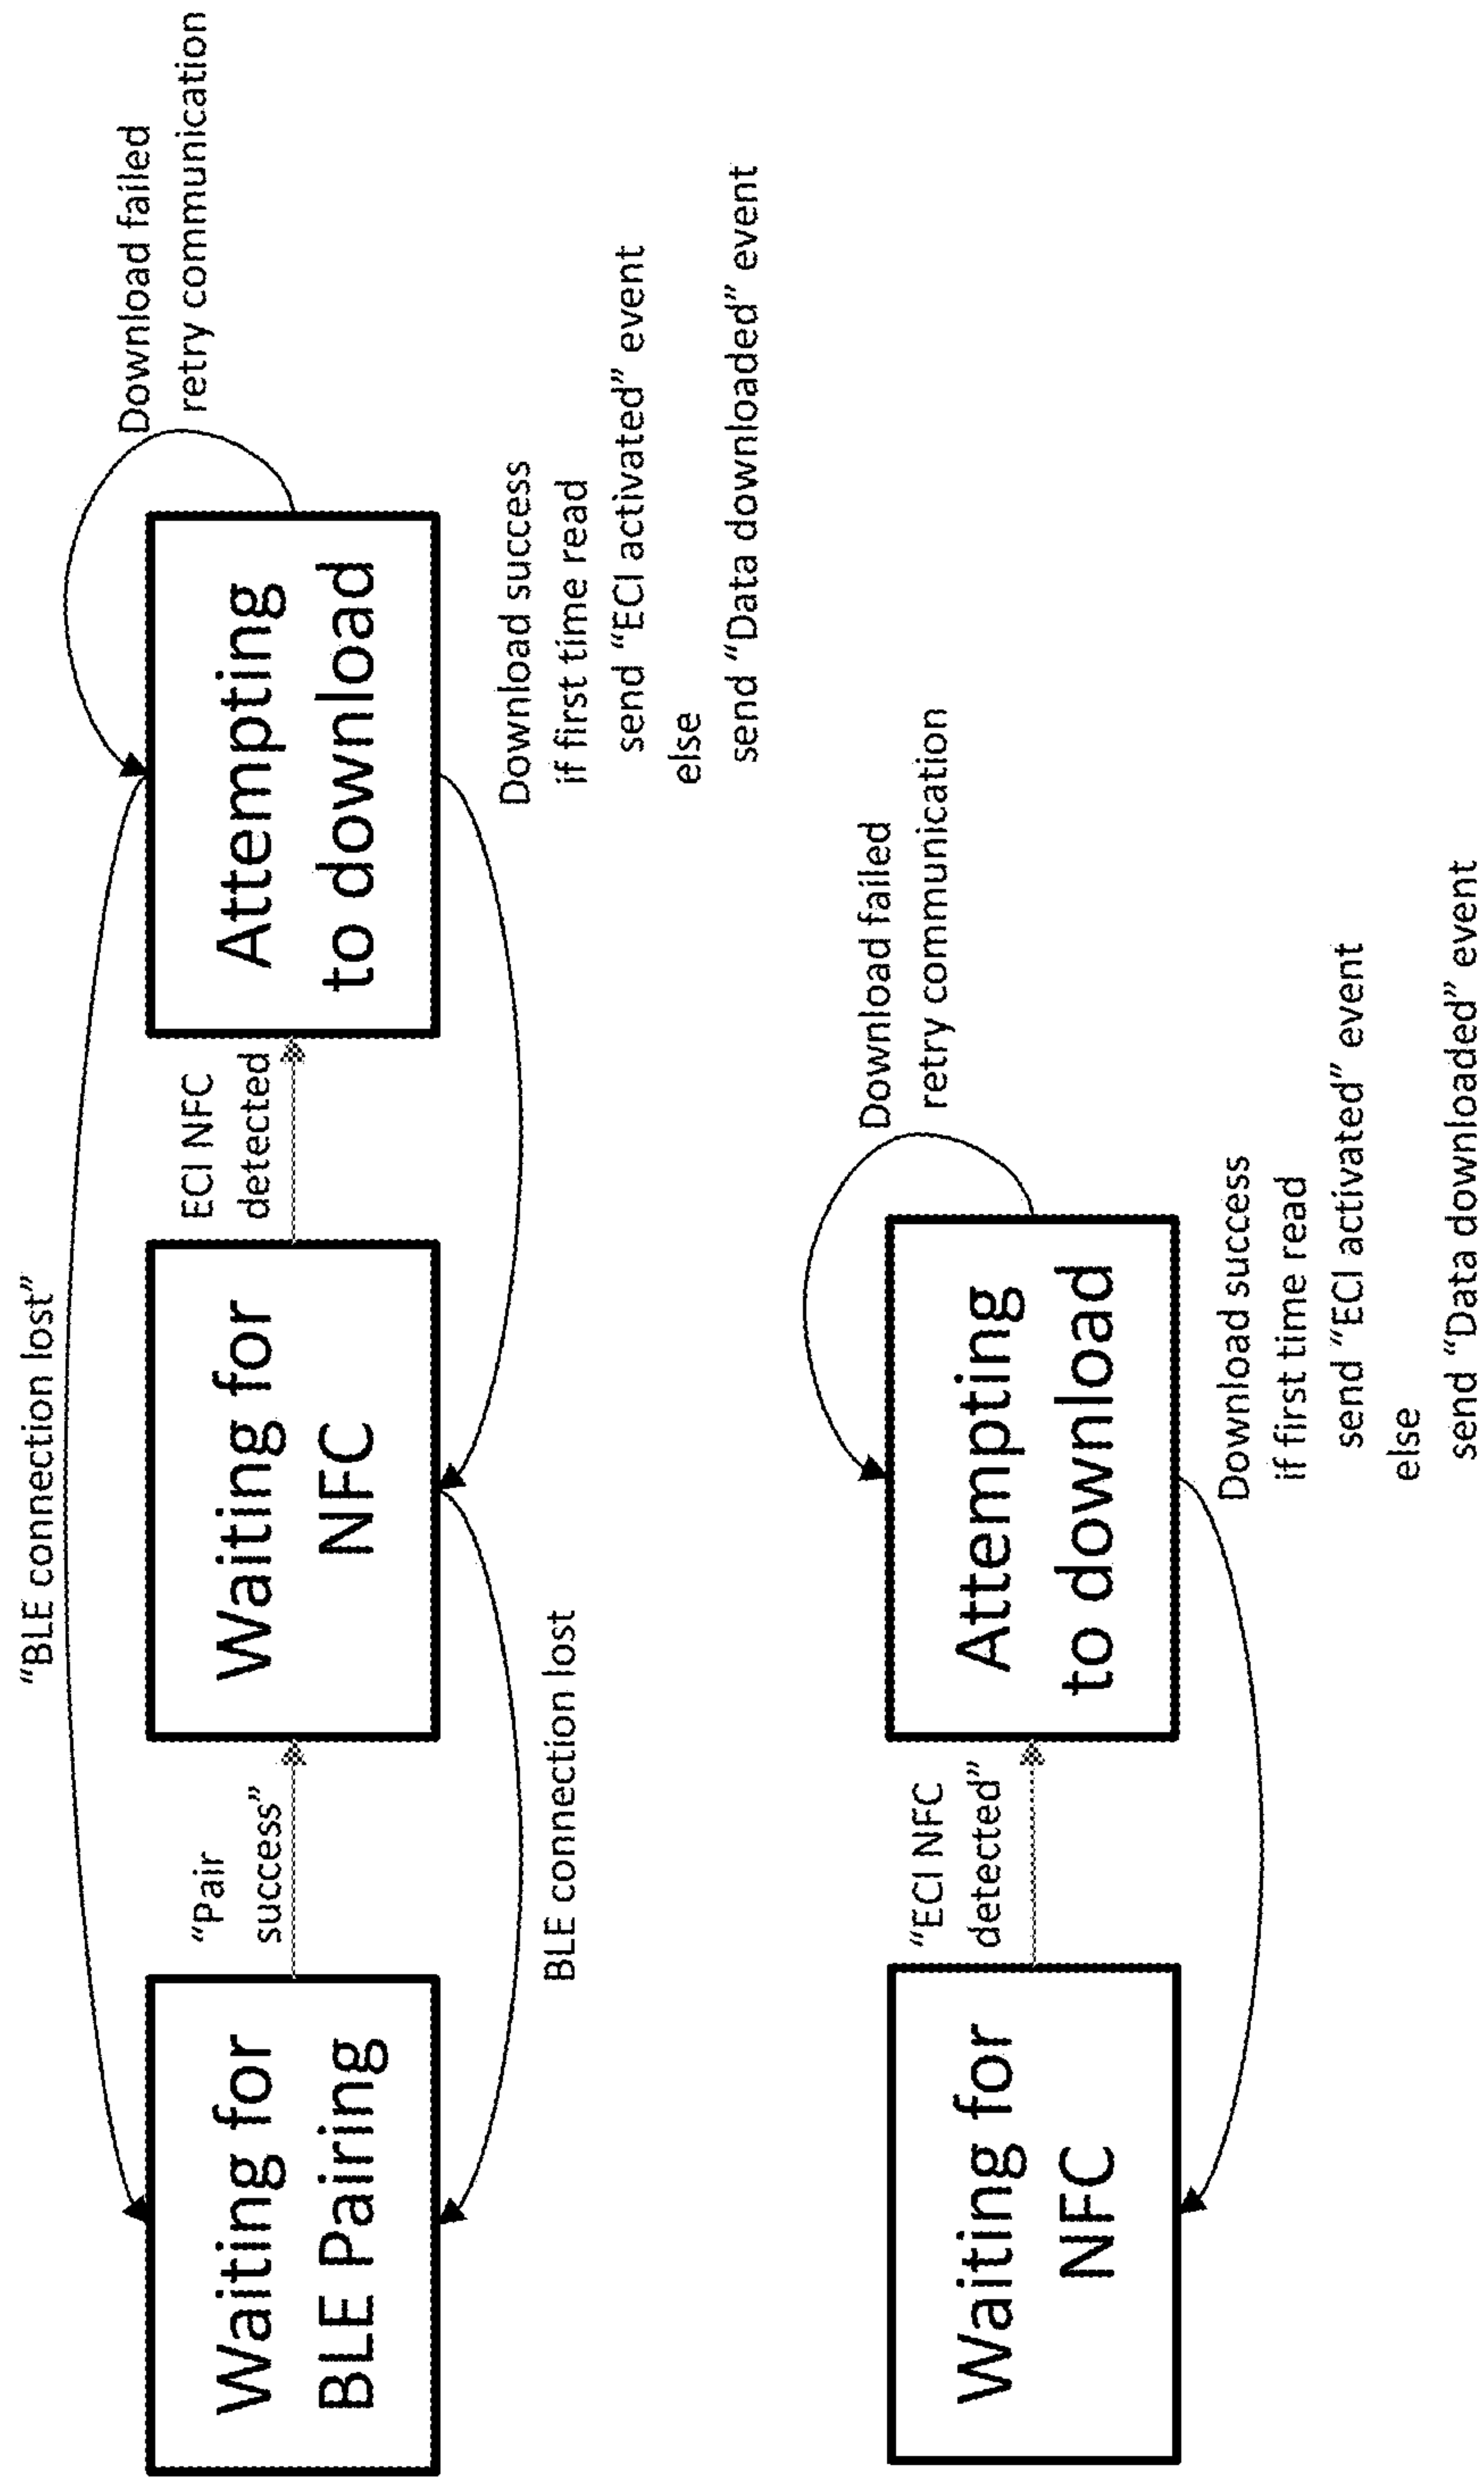 “BLE connection lost”
Waiting for
BLE Pairing
“Pair
success”
Waiting for
NFC
ECI NFC
detected
Attempting
to download
Download failed
retry communication
BLE connection lost
Download success
if first time read
send “ECI activated” event
else
send “Data downloaded” event
Waiting for
NFC
“ECI NFC
detected”
Attempting
to download
Download failed
retry communication
Download success
if first time read
send “ECI activated” event
else
send “Data downloaded” event